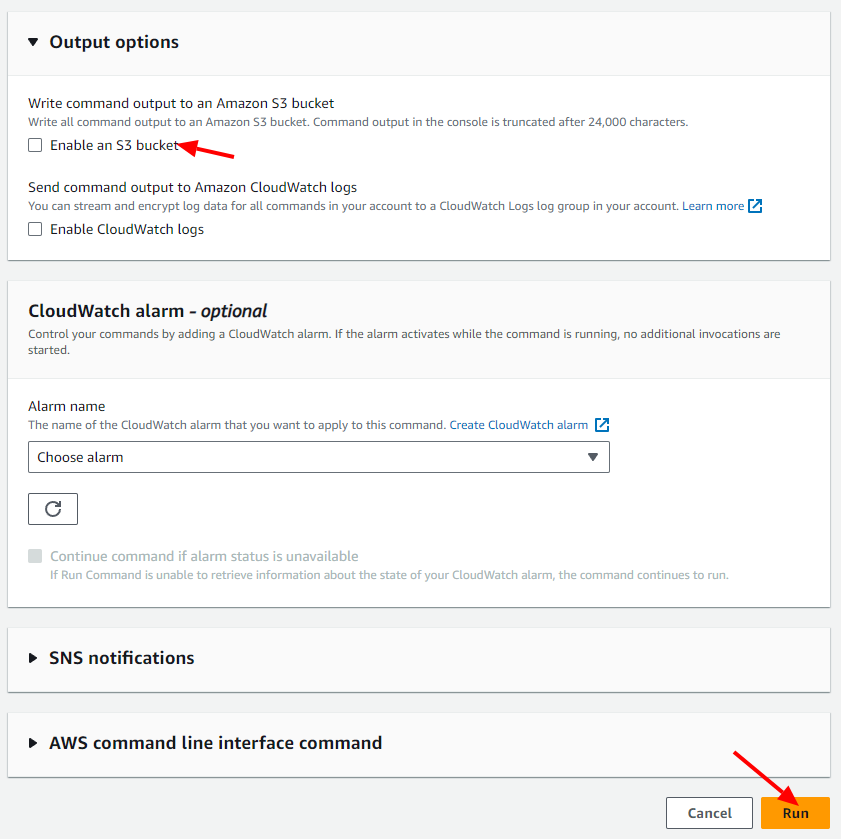 Output options
Write command output to an Amazon S3 bucket
Write all command output to an Amazon S3 bucket. Command output in the console is truncated after 24,000 characters.
Enable an S3 bucket
Send command output to Amazon CloudWatch logs
You can stream and encrypt log data for all commands in your account to a CloudWatch Logs log group in your account. Learn more
Enable CloudWatch logs
CloudWatch alarm - optional
Control your commands by adding a CloudWatch alarm. If the alarm activates while the command is running, no additional invocations are
started.
Alarm name
The name of the CloudWatch alarm that you want to apply to this command. Create CloudWatch alarm
Choose alarm
Continue command if alarm status is unavailable
If Run Command is unable to retrieve information about the state of your CloudWatch alarm, the command continues to run.
SNS notifications
AWS command line interface command
Cancel Run